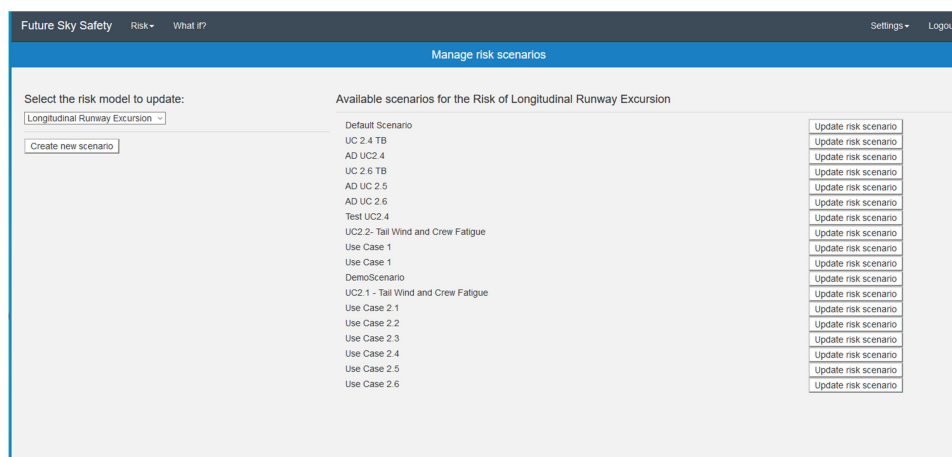 Future Sky Safety Risk What if? Settings Logou
Manage risk scenarios
Select the risk model to update:
Longitudinal Runway Excursion
Create new scenario
Available scenarios for the Risk of Longitudinal Runway Excursion
Default Scenario Update risk scenario
UC 2.4 TB Update risk scenario
AD UC2.4 Update risk scenario
UC 2.6 TB Update risk scenario
AD UC 2.5 Update risk scenario
AD UC 2.6 Update risk scenario
Test UC2.4 Update risk scenario
UC2.2- Tail Wind and Crew Fatigue Update risk scenario
Use Case 1 Update risk scenario
Use Case 1 Update risk scenario
DemoScenario Update risk scenario
UC2.1 - Tail Wind and Crew Fatigue Update risk scenario
Use Case 2.1 Update risk scenario
Use Case 2.2 Update risk scenario
Use Case 2.3 Update risk scenario
Use Case 2.4 Update risk scenario
Use Case 2.5 Update risk scenario
Use Case 2.6 Update risk scenario